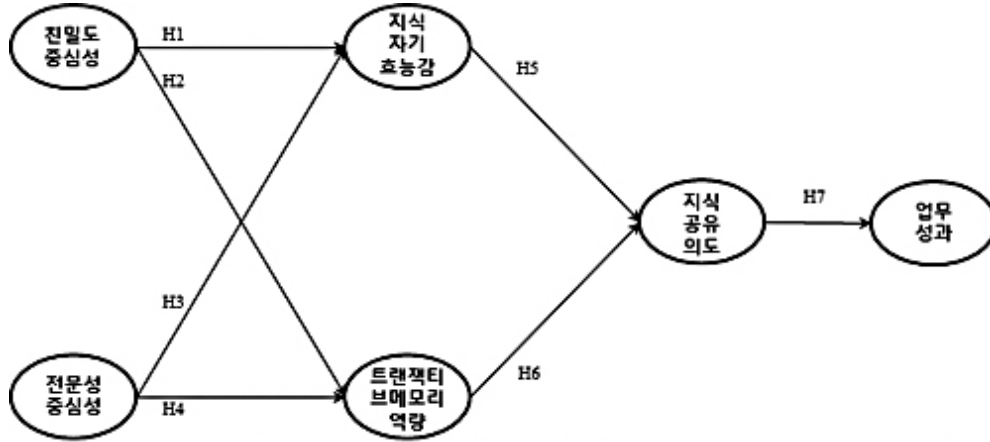 친밀도
중심성
H1
H2
지식
자기
효능감
H5
지식
공유
의도
H7
업무
성과
H3
전문성
중심성
H4
트랜잭티
브메모리
역량
H6